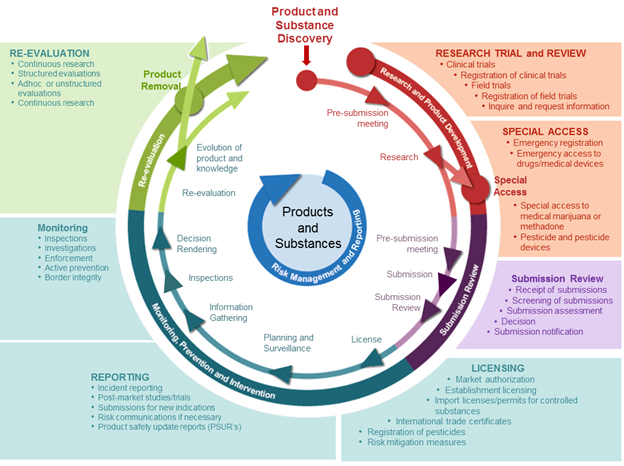 Product and
Substance
Discovery
RE-EVALUATION
• Continuous research
• Structured evaluations
• Adhoc or unstructured
evaluations
• Continuous research
Product
Removal
Re-evaluation
Evolution of
product and
knowledge
Re-evaluation
Pre-submission
meeting
Research
Research and Product Development
RESEARCH TRIAL and REVIEW
• Clinical trials
• Registration of clinical trials
• Field trials
• Registration of field trials
• Inquire and request information
SPECIAL ACCESS
• Emergency registration
• Emergency access to
drugs/medical devices
Special
Access
• Special access to
medical marijuana or
methadone
• Pesticide and pesticide
devices
Products
and
Substances
Risk Management and Reporting
Monitoring
• Inspections
• Investigations
• Enforcement
• Active prevention
• Border integrity
Decision
Rendering
Inspections
Information
Gathering
Planning and
Surveillance
License
Pre-submission
meeting
Submission
Submission
Review
Submission Review
Monitoring, Prevention and Intervention
Submission Review
• Receipt of submissions
• Screening of submissions
• Submission assessment
• Decision
• Submission notification
REPORTING
• Incident reporting
• Post-market studies/trials
• Submissions for new indications
• Risk communications if necessary
• Product safety update reports (PSUR's)
LICENSING
• Market authorization
• Establishment licensing
• Import licenses/permits for controlled
substances
• International trade certificates
• Registration of pesticides
• Risk mitigation measures